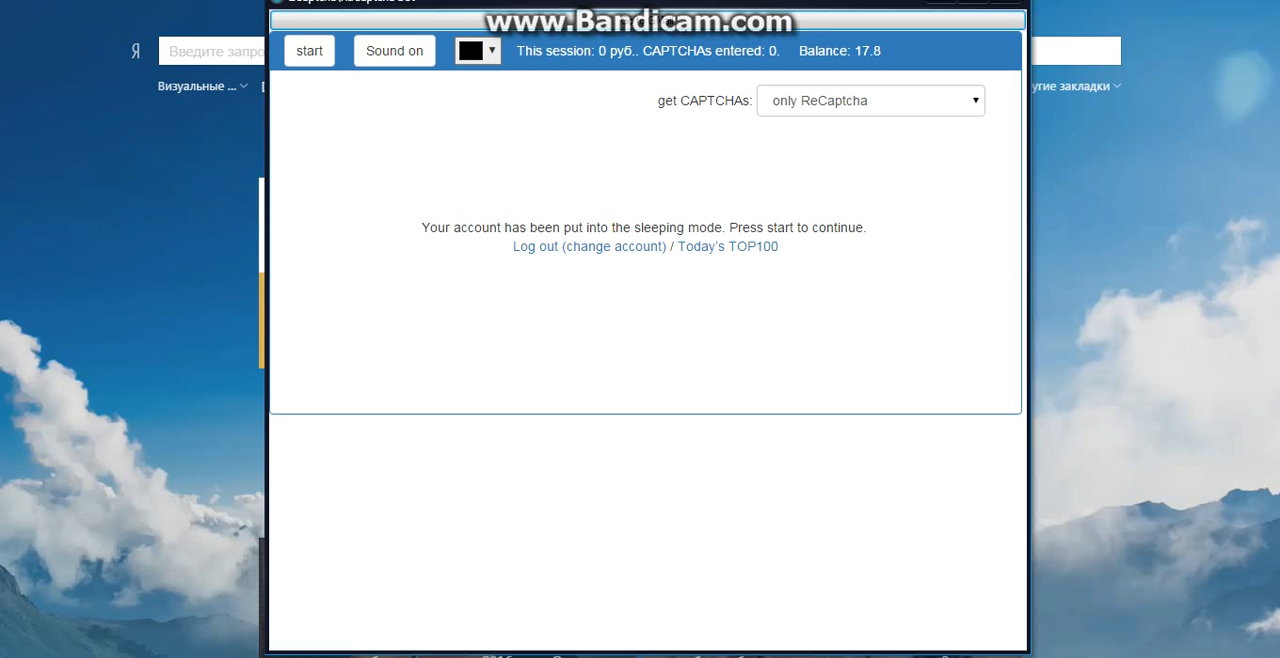 www.Bandicam.com
start Sound on This session: 0 руб.. CAPTCHAs entered: 0. Balance: 17.8
Я Введите запро
Визуальные ...
угие закладки
get CAPTCHAs: only ReCaptcha
Your account has been put into the sleeping mode. Press start to continue.
Log out (change account) / Today's TOP100